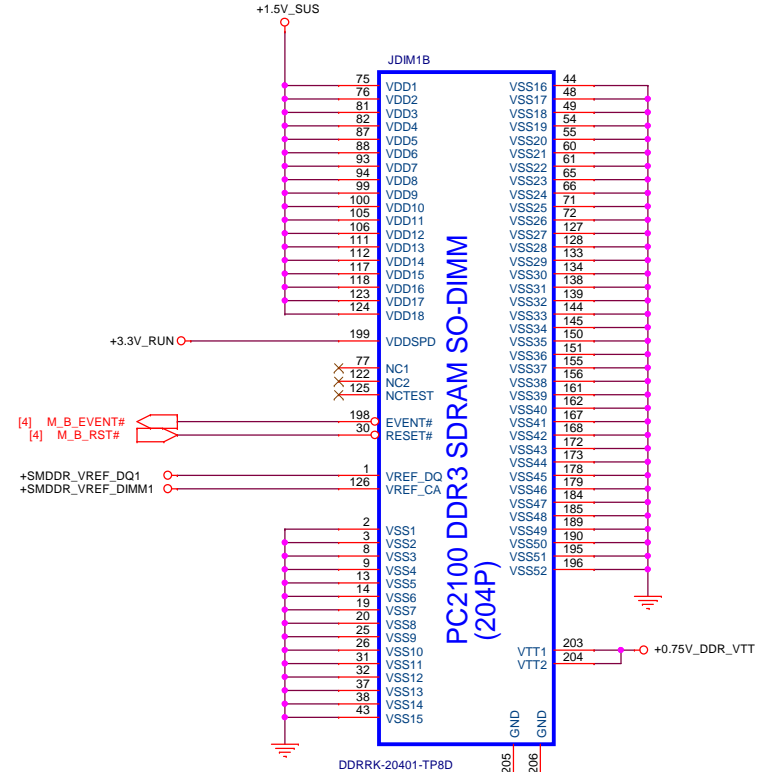 +1.5V_SUS
JDIM1B
75 VDD1 VSS16 44
76 VDD2 VSS17 48
81 VDD3 VSS18 49
82 VDD4 VSS19 54
87 VDD5 VSS20 55
88 VDD6 VSS21 60
93 VDD7 VSS22 61
94 VDD8 VSS23 65
99 VDD9 VSS24 66
100 VDD10 VSS25 71
105 VDD11 VSS26 72
106 VDD12 VSS27 127
111 VDD13 VSS28 128
112 VDD14 VSS29 133
117 VDD15 VSS30 134
118 VDD16 VSS31 138
123 VDD17 VSS32 139
124 VDD18 VSS33 144
VSS34 145
+3.3V_RUN 199 VDDSPD VSS35 150
VSS36 151
77 NC1 VSS37 155
122 NC2 VSS38 156
125 NCTEST VSS39 161
VSS40 162
[4] M_B_EVENT# 198 EVENT# VSS41 167
[4] M_B_RST# 30 RESET# VSS42 168
VSS43 172
VSS44 173
+SMDDR_VREF_DQ1 1 VREF_DQ VSS45 178
+SMDDR_VREF_DIMM1 126 VREF_CA VSS46 179
VSS47 184
VSS48 185
2 VSS1 VSS49 189
3 VSS2 VSS50 190
8 VSS3 VSS51 195
9 VSS4 VSS52 196
13 VSS5
14 VSS6
19 VSS7
20 VSS8
25 VSS9
26 VSS10 VTT1 203 +0.75V_DDR_VTT
31 VSS11 VTT2 204
32 VSS12
37 VSS13
38 VSS14
43 VSS15
PC2100 DDR3 SDRAM SO-DIMM
(204P)
GND GND
205 206
DDRRK-20401-TP8D